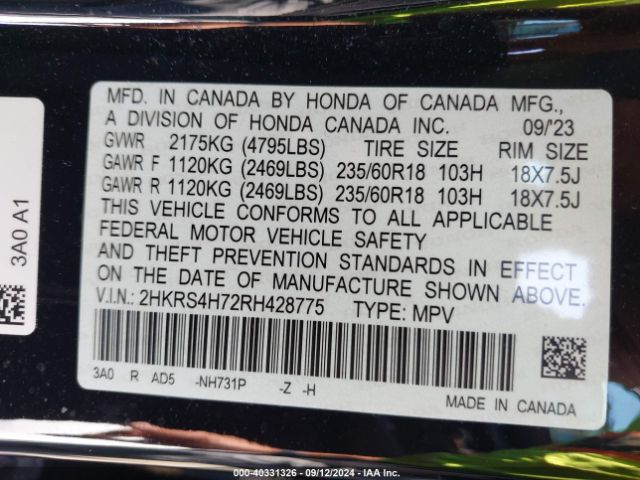 MFD. IN CANADA BY HONDA OF CANADA MFG.,
A DIVISION OF HONDA CANADA INC. 09/'23
GVWR 2175KG (4795LBS) TIRE SIZE RIM SIZE
GAWR F 1120KG (2469LBS) 235/60R18 103H 18X7.5J
GAWR R 1120KG (2469LBS) 235/60R18 103H 18X7.5J
THIS VEHICLE CONFORMS TO ALL APPLICABLE
FEDERAL MOTOR VEHICLE SAFETY
AND THEFT PREVENTION STANDARDS IN EFFECT
ON THE DATE OF MANUFACTURE SHOWN ABOVE.
V.I.N.: 2HKRS4H72RH428775 TYPE: MPV
3A0 R AD5 -NH731P -Z -H
MADE IN CANADA
3A0 A1
000-40331326 - 09/12/2024 - IAA Inc.